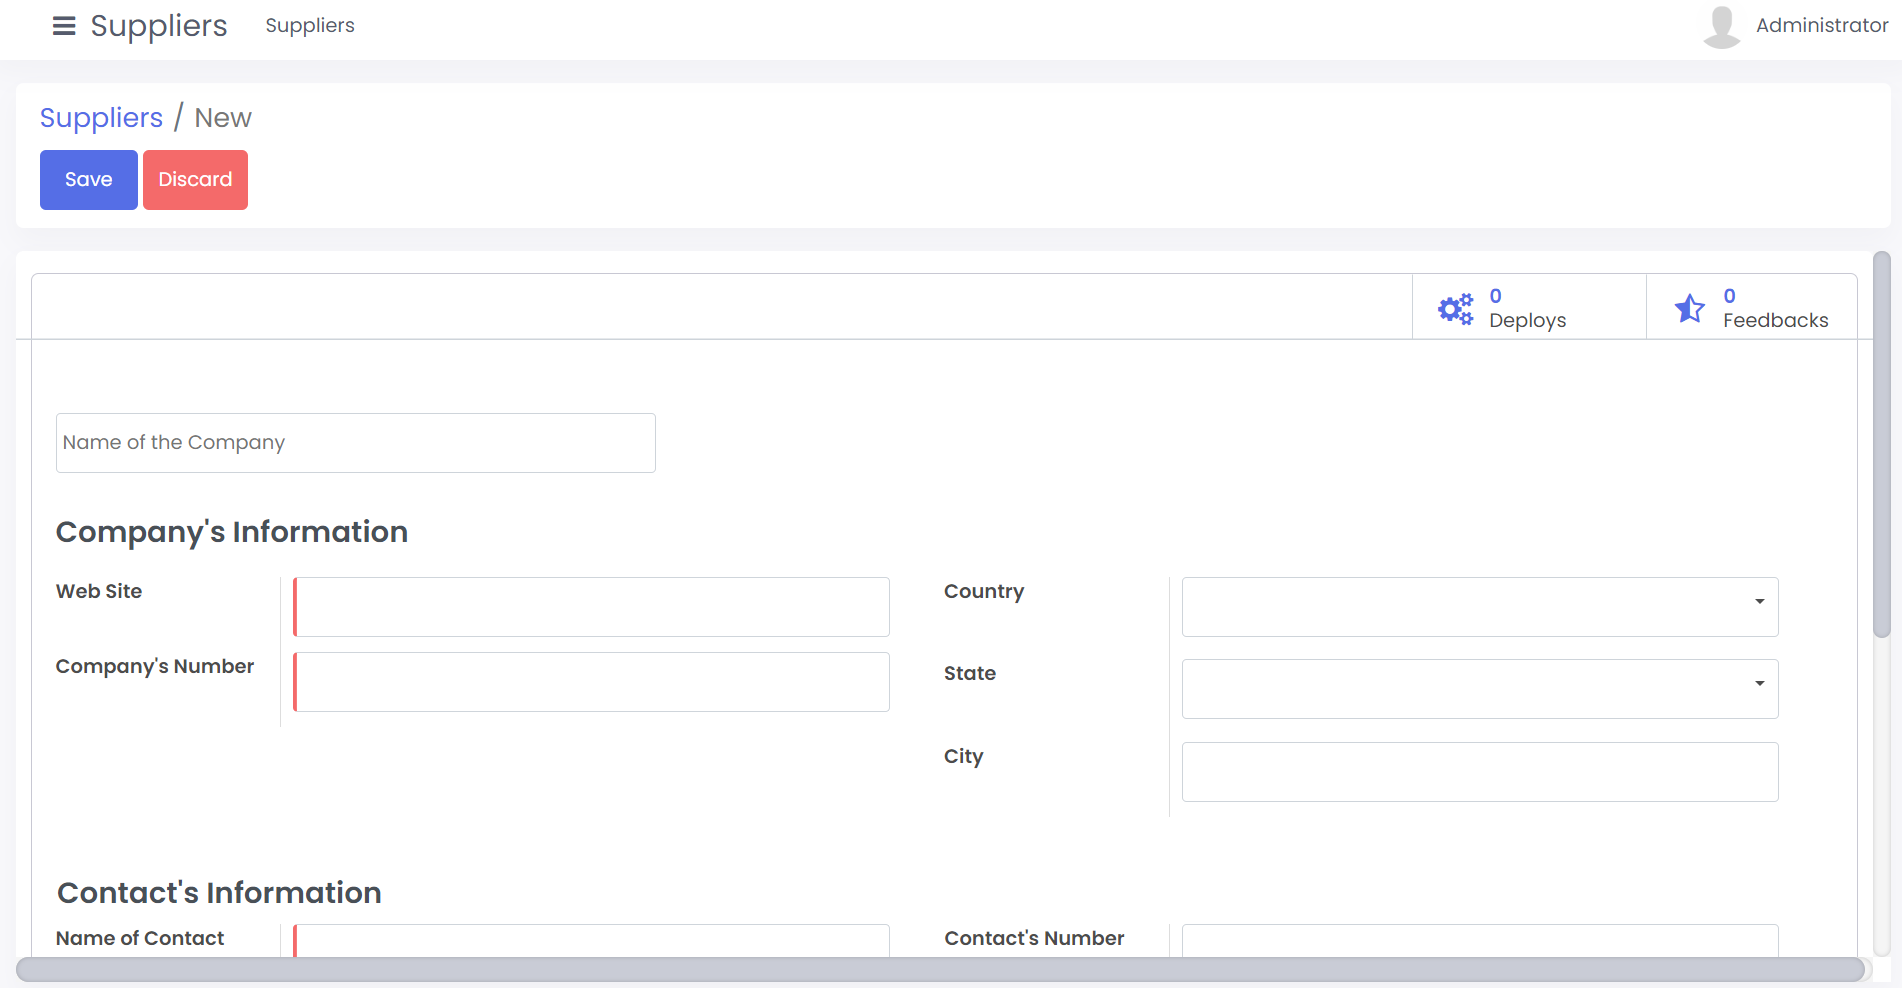 Suppliers Suppliers Administrator
Suppliers / New
Save Discard
0 0
Deploys Feedbacks
Name of the Company
Company's Information
Web Site Country
Company's Number State
City
Contact's Information
Name of Contact Contact's Number